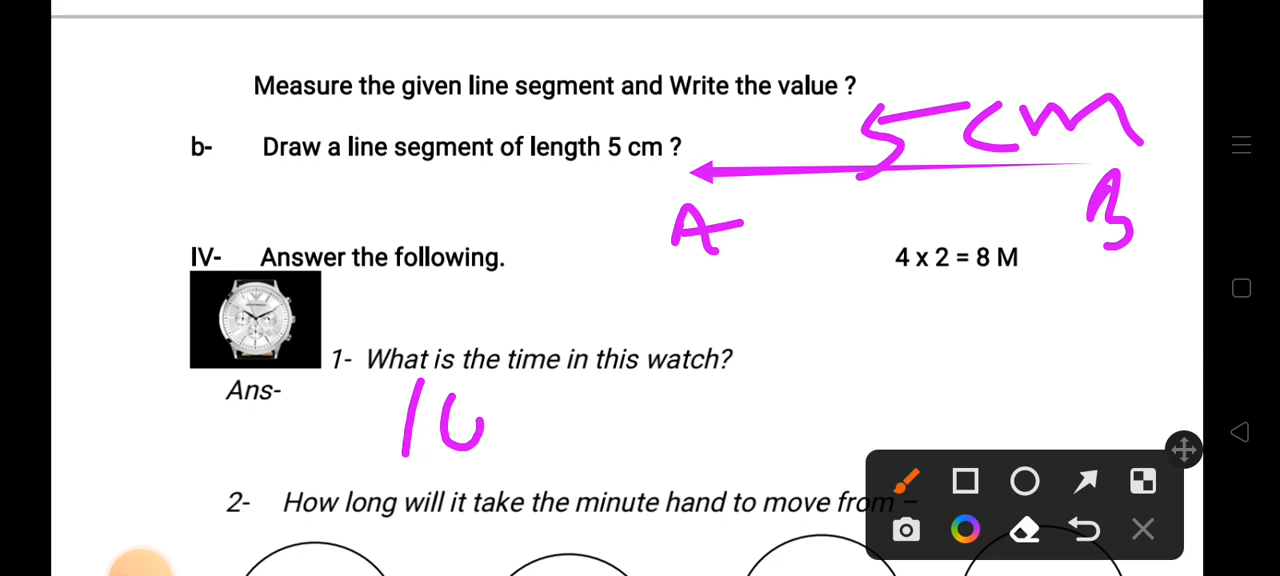 Measure the given line segment and Write the value ?
5 cm
b- Draw a line segment of length 5 cm ?
A B
IV- Answer the following. 4 x 2 = 8 M
1- What is the time in this watch?
Ans-
10
2- How long will it take the minute hand to move from –